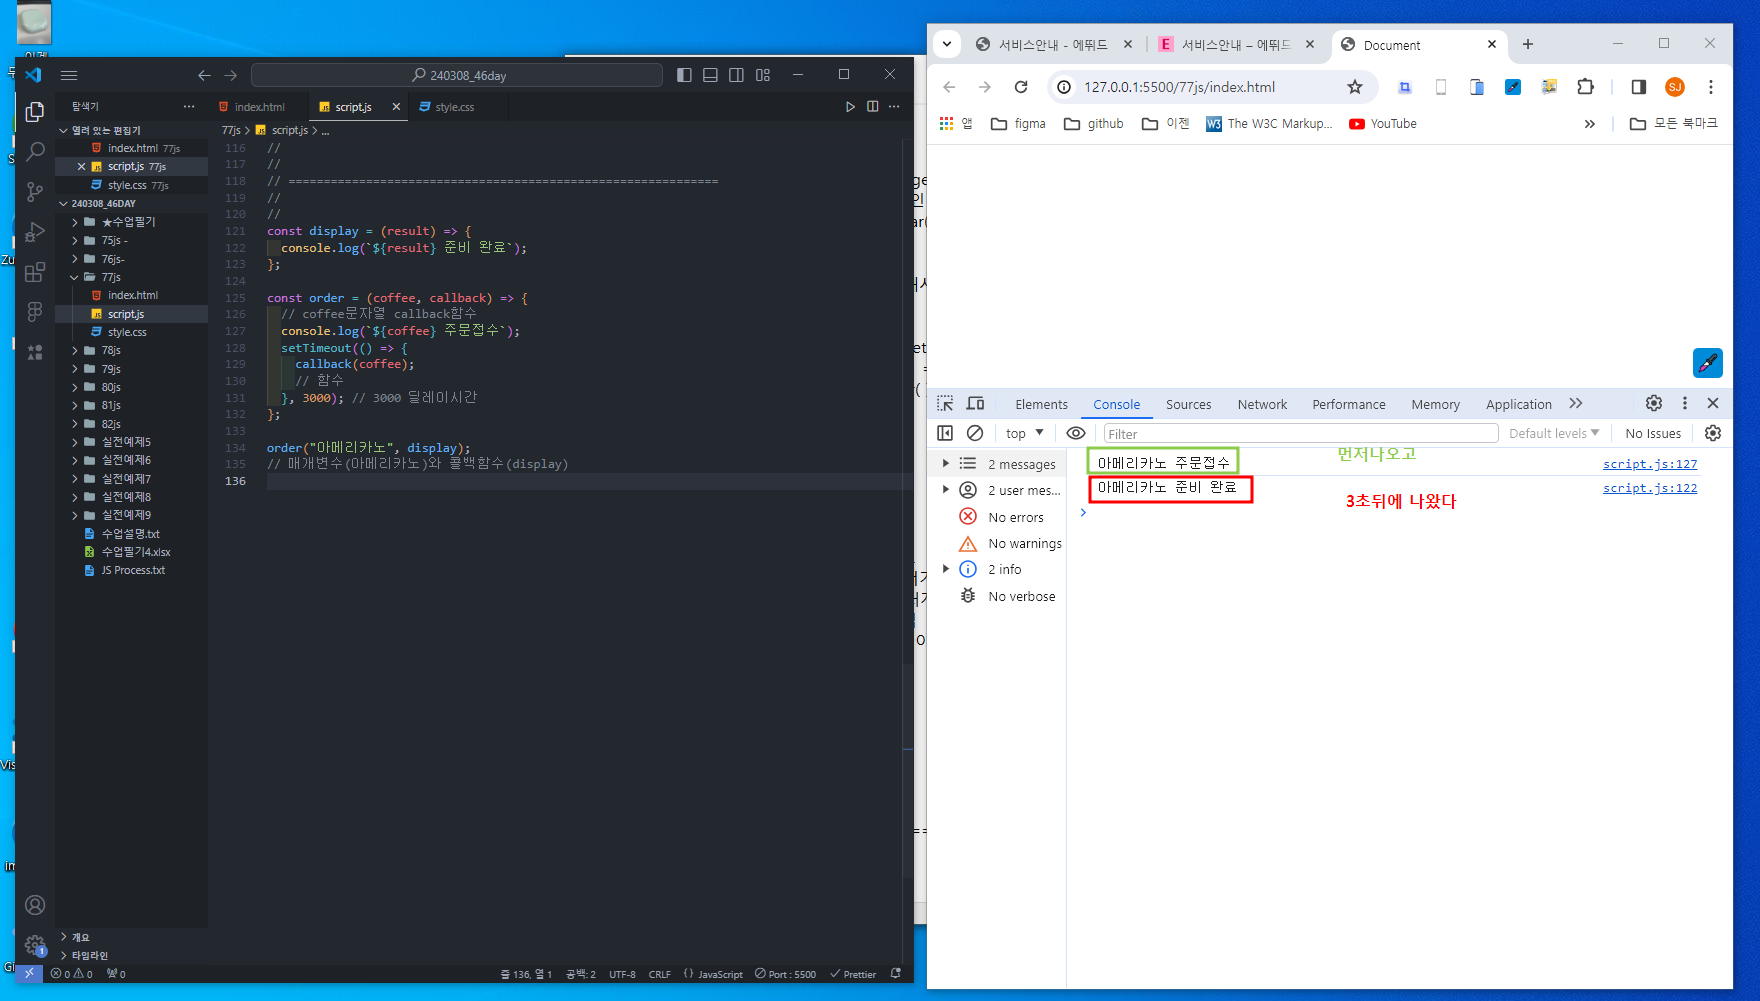 240308_46day
탐색기
index.html
script.js
style.css
열려 있는 편집기
index.html 77js
script.js 77js
style.css 77js
240308_46DAY
★수업필기
75js -
76js-
77js
index.html
script.js
style.css
78js
79js
80js
81js
82js
실전예제5
실전예제6
실전예제7
실전예제8
실전예제9
수업설명.txt
수업필기4.xlsx
JS Process.txt
개요
타임라인
77js > script.js > ...
116 //
117 //
118 // =============================================================
119 //
120 //
121 const display = (result) => {
122 console.log(`${result} 준비 완료`);
123 };
124
125 const order = (coffee, callback) => {
126 // coffee문자열 callback함수
127 console.log(`${coffee} 주문접수`);
128 setTimeout(() => {
129 callback(coffee);
130 // 함수
131 }, 3000); // 3000 딜레이시간
132 };
133
134 order("아메리카노", display);
135 // 매개변수(아메리카노)와 콜백함수(display)
136
0 0 0
줄 136, 열 1 공백: 2 UTF-8 CRLF {} JavaScript Port : 5500 Prettier
서비스안내 - 에뛰드
E 서비스안내 – 에뛰드
Document
127.0.0.1:5500/77js/index.html
SJ
앱 figma github 이젠 W3 The W3C Markup... YouTube » 모든 북마크
Elements Console Sources Network Performance Memory Application
top Filter Default levels No Issues
2 messages
2 user mes...
No errors
No warnings
2 info
No verbose
먼저나오고
아메리카노 주문접수 script.js:127
아메리카노 준비 완료 script.js:122
3초뒤에 나왔다